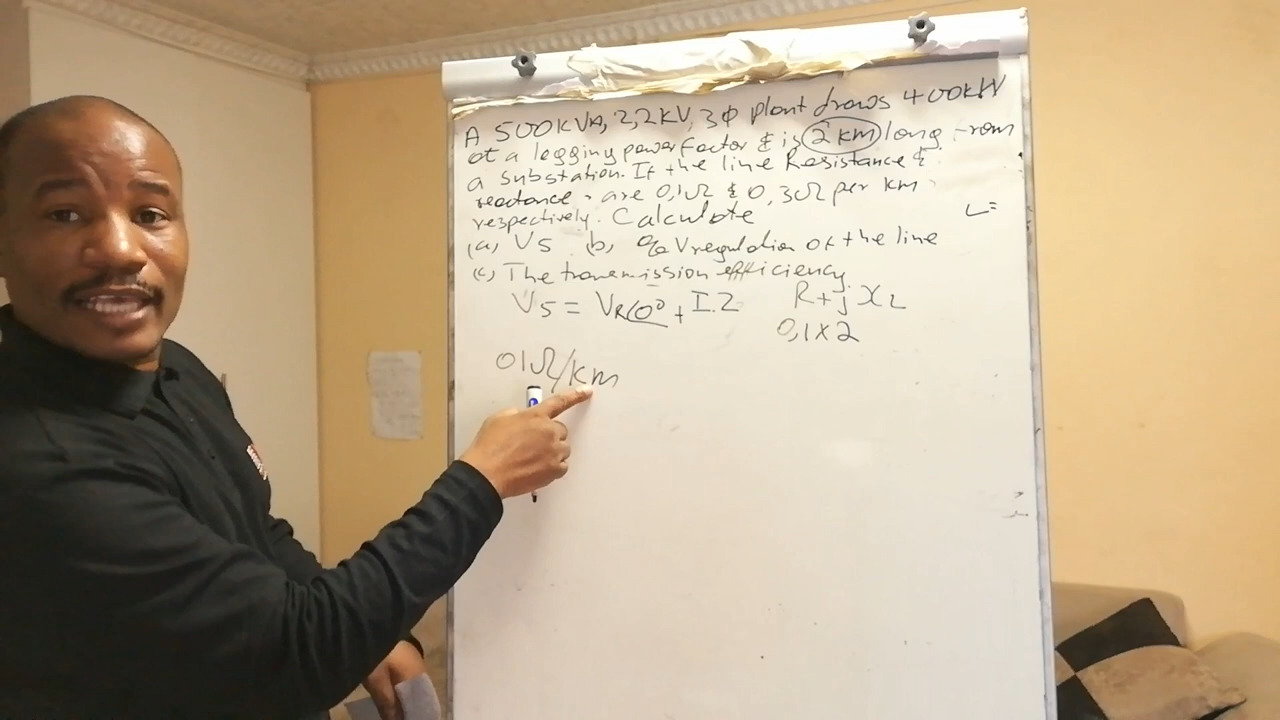 A 500KVA, 2,2KV, 3Φ plant draws 400kW
at a lagging power factor & is 2 km long from
a substation. If the line Resistance &
reactance are 0,1Ω & 0,3Ω per km
respectively. Calculate
L=
(a) VS b, % V regulation of the line
(c) The transmission efficiency.
VS = VR∠0° + I.Z R + j XL
0,1 x 2
01Ω/km